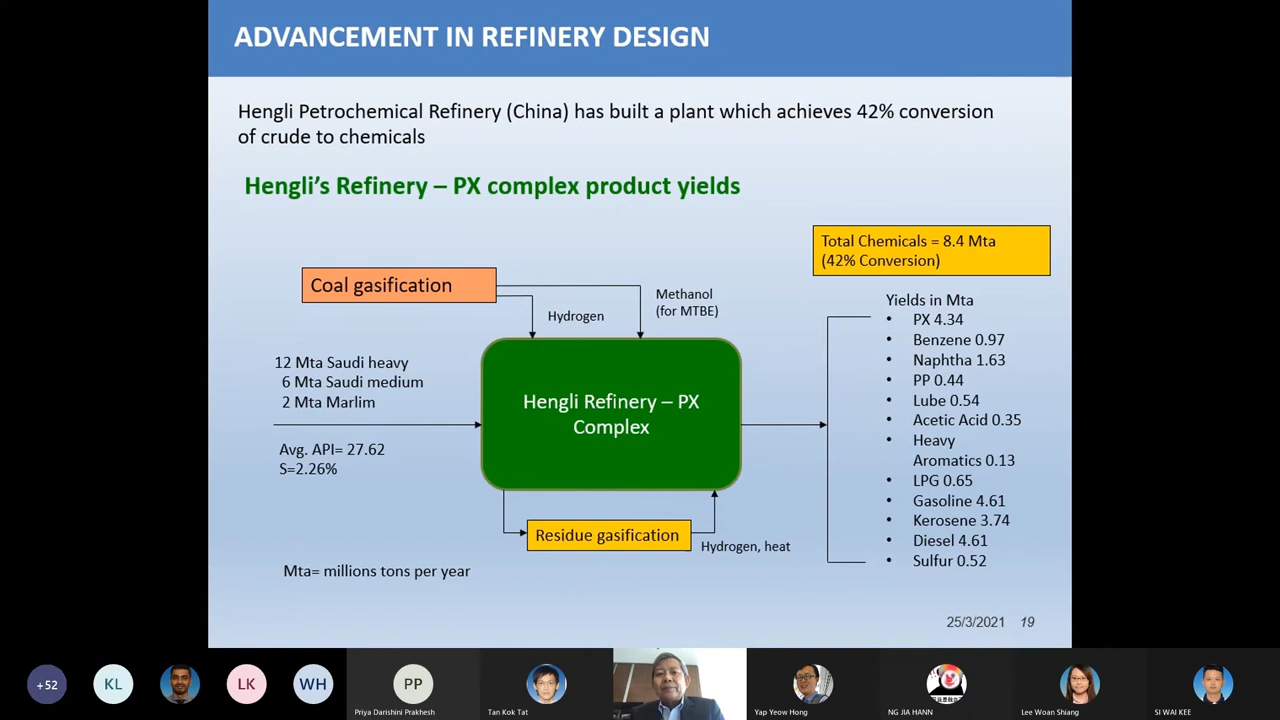 ADVANCEMENT IN REFINERY DESIGN
Hengli Petrochemical Refinery (China) has built a plant which achieves 42% conversion
of crude to chemicals
Hengli's Refinery – PX complex product yields
Total Chemicals = 8.4 Mta
(42% Conversion)
Coal gasification
Methanol
(for MTBE)
Hydrogen
12 Mta Saudi heavy
6 Mta Saudi medium
2 Mta Marlim
Avg. API= 27.62
S=2.26%
Hengli Refinery – PX
Complex
Residue gasification
Hydrogen, heat
Mta= millions tons per year
Yields in Mta
• PX 4.34
• Benzene 0.97
• Naphtha 1.63
• PP 0.44
• Lube 0.54
• Acetic Acid 0.35
• Heavy
Aromatics 0.13
• LPG 0.65
• Gasoline 4.61
• Kerosene 3.74
• Diesel 4.61
• Sulfur 0.52
25/3/2021 19
+52
KL
LK
WH
PP
Priya Darishini Prakhesh
Tan Kok Tat
Yap Yeow Hong
NG JIA HANN
Lee Woan Shiang
SI WAI KEE